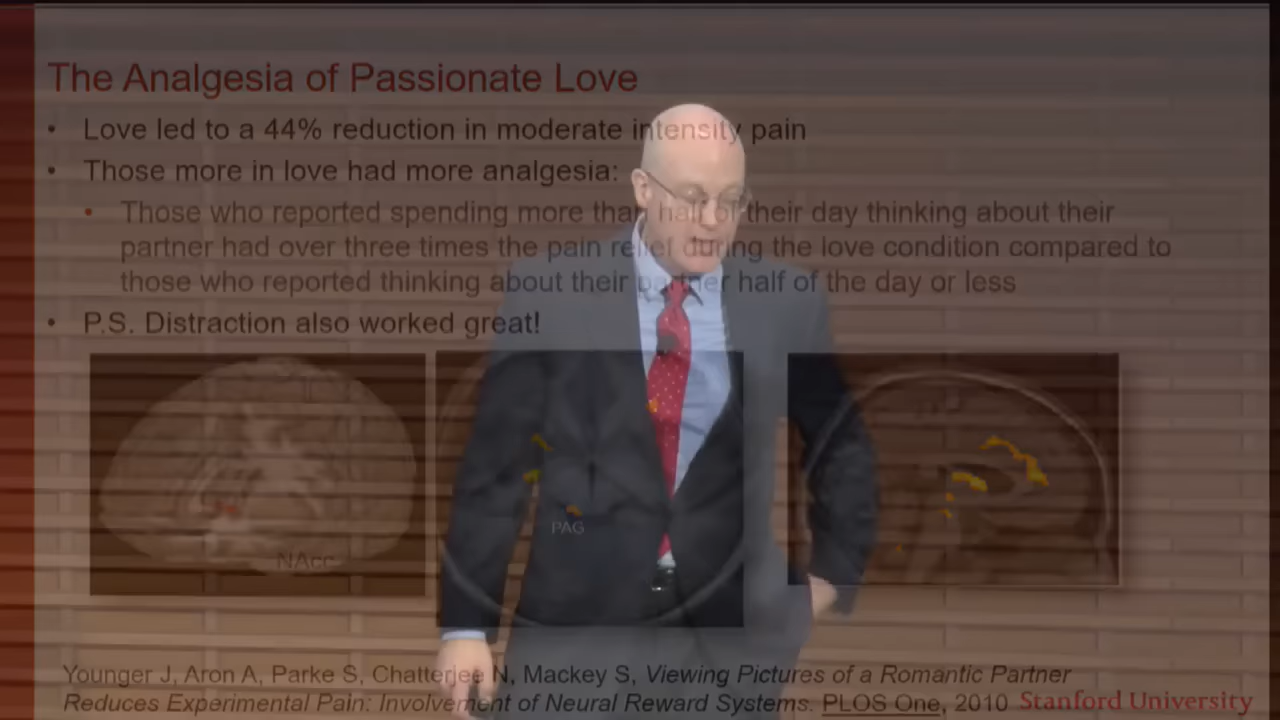 The Analgesia of Passionate Love
• Love led to a 44% reduction in moderate intensity pain
• Those more in love had more analgesia:
• Those who reported spending more than half of their day thinking about their
partner had over three times the pain relief during the love condition compared to
those who reported thinking about their partner half of the day or less
• P.S. Distraction also worked great!
PAG
NAcc
Younger J, Aron A, Parke S, Chatterjee N, Mackey S, Viewing Pictures of a Romantic Partner
Reduces Experimental Pain: Involvement of Neural Reward Systems. PLOS One, 2010
Stanford University